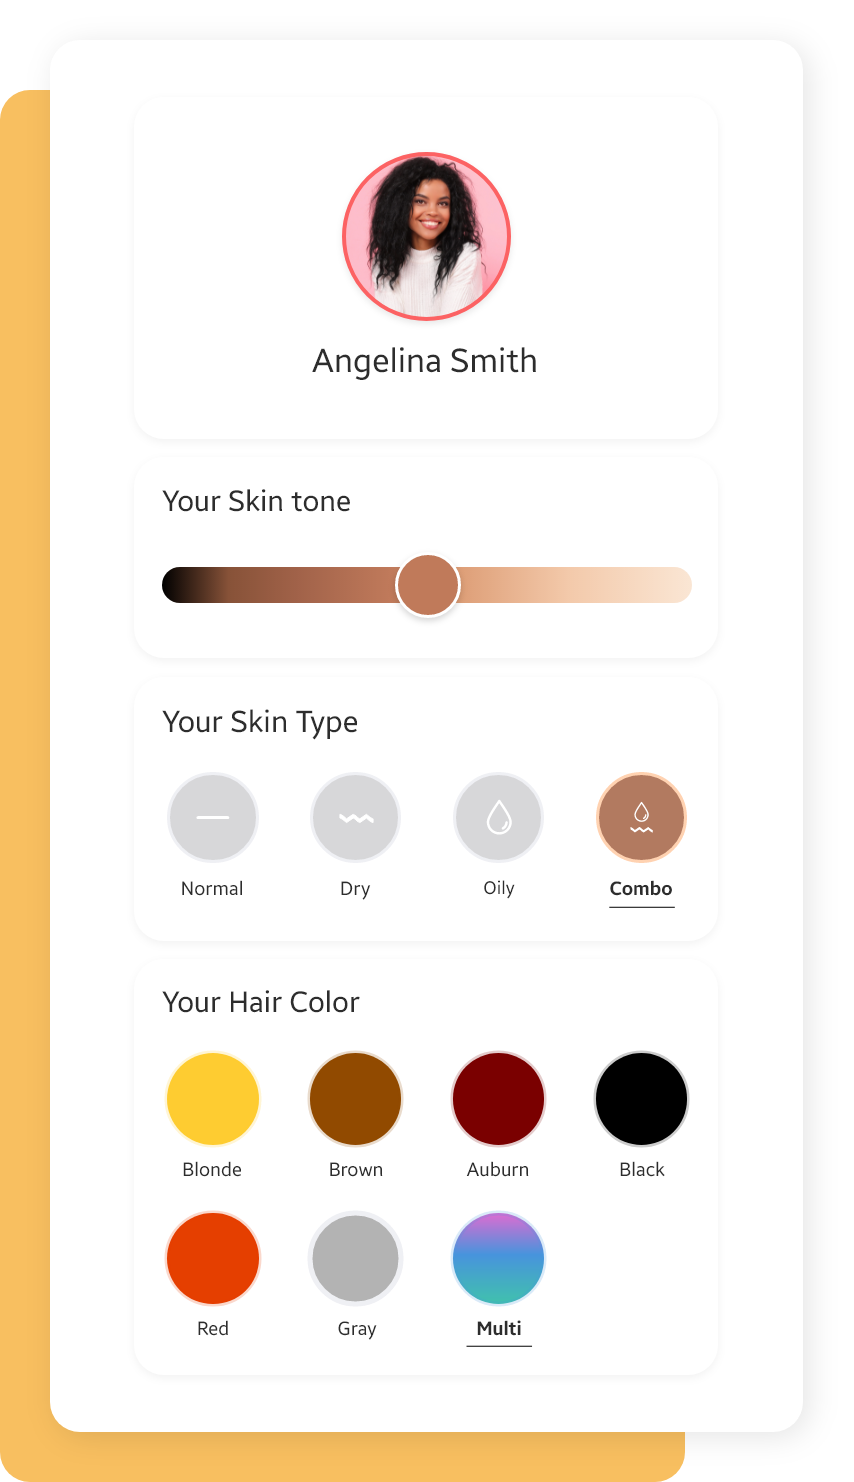 Angelina Smith
Your Skin tone
Your Skin Type
Normal Dry Oily Combo
Your Hair Color
Blonde Brown Auburn Black
Red Gray Multi